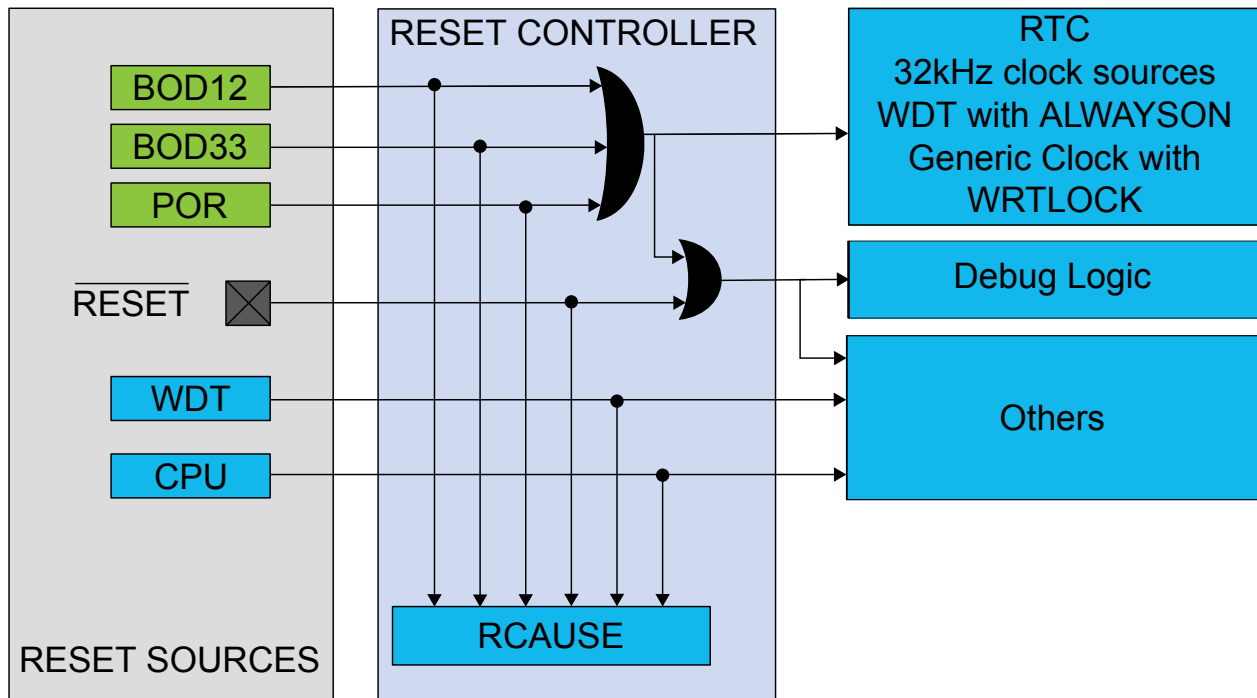 RESET SOURCES
BOD12
BOD33
POR
RESET
WDT
CPU
RESET CONTROLLER
RCAUSE
RTC
32kHz clock sources
WDT with ALWAYSON
Generic Clock with
WRTLOCK
Debug Logic
Others